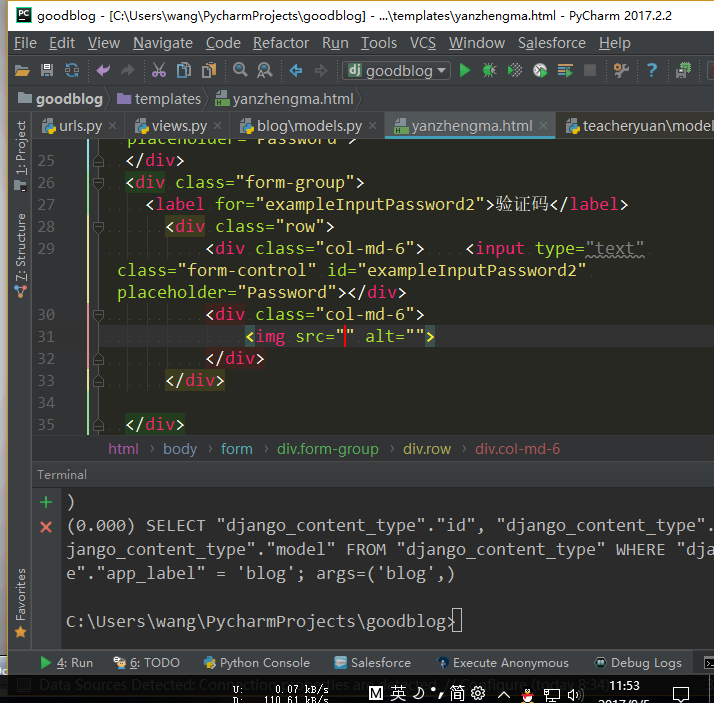 goodblog - [C:\Users\wang\PycharmProjects\goodblog] - ...\templates\yanzhengma.html - PyCharm 2017.2.2
File Edit View Navigate Code Refactor Run Tools VCS Window Salesforce Help
goodblog
goodblog templates yanzhengma.html
urls.py views.py blog\models.py yanzhengma.html teacheryuan\model
1: Project
7: Structure
Favorites
placeholder="Password">
25 </div>
26 <div class="form-group">
27 <label for="exampleInputPassword2">验证码</label>
28 <div class="row">
29 <div class="col-md-6"> <input type="text"
class="form-control" id="exampleInputPassword2"
placeholder="Password"></div>
30 <div class="col-md-6">
31 <img src="" alt="">
32 </div>
33 </div>
34
35 </div>
html body form div.form-group div.row div.col-md-6
Terminal
)
(0.000) SELECT "django_content_type"."id", "django_content_type".
jango_content_type"."model" FROM "django_content_type" WHERE "dja
e"."app_label" = 'blog'; args=('blog',)
C:\Users\wang\PycharmProjects\goodblog>
4: Run 6: TODO Python Console Salesforce Execute Anonymous Debug Logs
Data Sources Detected: Connection
(today 8:34)
U: 0.07 kB/s
D: 110.61 kB/s
M 英 简
11:53
2017/9/5